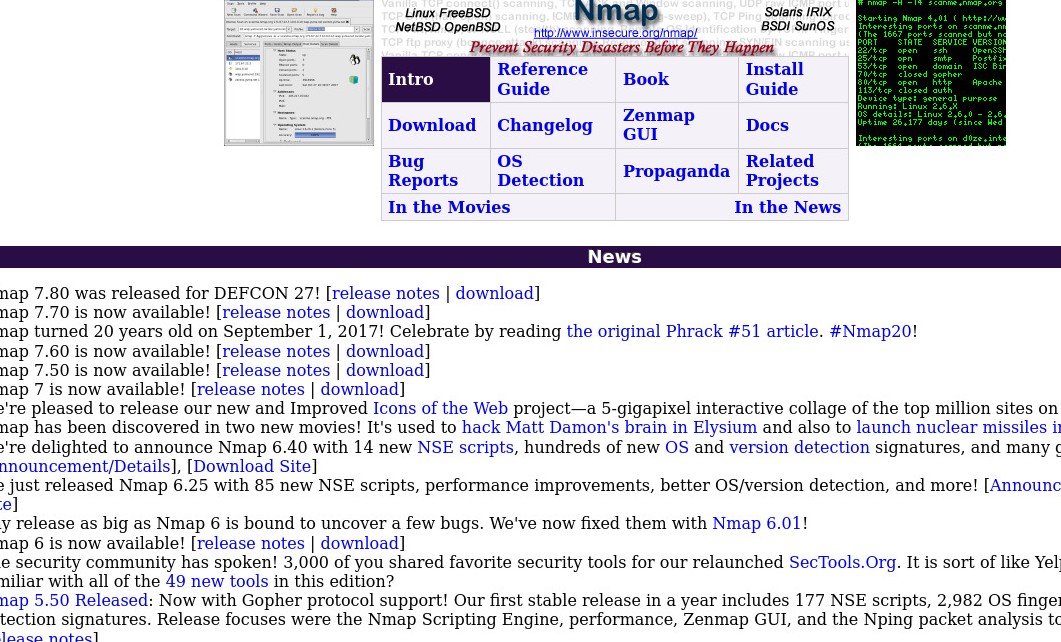 Linux FreeBSD
NetBSD OpenBSD
Nmap
http://www.insecure.org/nmap/
Solaris IRIX
BSDI SunOS
Prevent Security Disasters Before They Happen
# nmap -A -T4 scanme.nmap.org
Starting Nmap 4.01 ( http://w
Interesting ports on scanme.n
(The 1667 ports scanned but n
PORT STATE SERVICE VERSION
22/tcp open ssh OpenSSH
25/tcp open smtp Postfix
53/tcp open domain ISC Bin
70/tcp closed gopher
80/tcp open http Apache
113/tcp closed auth
Device type: general purpose
Running: Linux 2.6.X
OS details: Linux 2.6.0 - 2.6.
Uptime 26.177 days (since Wed
Interesting ports on d0ze.inte
Intro
Reference Guide
Book
Install Guide
Download
Changelog
Zenmap GUI
Docs
Bug Reports
OS Detection
Propaganda
Related Projects
In the Movies
In the News
News
map 7.80 was released for DEFCON 27! [release notes | download]
map 7.70 is now available! [release notes | download]
map turned 20 years old on September 1, 2017! Celebrate by reading the original Phrack #51 article. #Nmap20!
map 7.60 is now available! [release notes | download]
map 7.50 is now available! [release notes | download]
map 7 is now available! [release notes | download]
e're pleased to release our new and Improved Icons of the Web project—a 5-gigapixel interactive collage of the top million sites on
map has been discovered in two new movies! It's used to hack Matt Damon's brain in Elysium and also to launch nuclear missiles in
e're delighted to announce Nmap 6.40 with 14 new NSE scripts, hundreds of new OS and version detection signatures, and many g
nnouncement/Details], [Download Site]
e just released Nmap 6.25 with 85 new NSE scripts, performance improvements, better OS/version detection, and more! [Announc
te]
y release as big as Nmap 6 is bound to uncover a few bugs. We've now fixed them with Nmap 6.01!
map 6 is now available! [release notes | download]
e security community has spoken! 3,000 of you shared favorite security tools for our relaunched SecTools.Org. It is sort of like Yelp
miliar with all of the 49 new tools in this edition?
map 5.50 Released: Now with Gopher protocol support! Our first stable release in a year includes 177 NSE scripts, 2,982 OS finger
tection signatures. Release focuses were the Nmap Scripting Engine, performance, Zenmap GUI, and the Nping packet analysis to
lease notes]